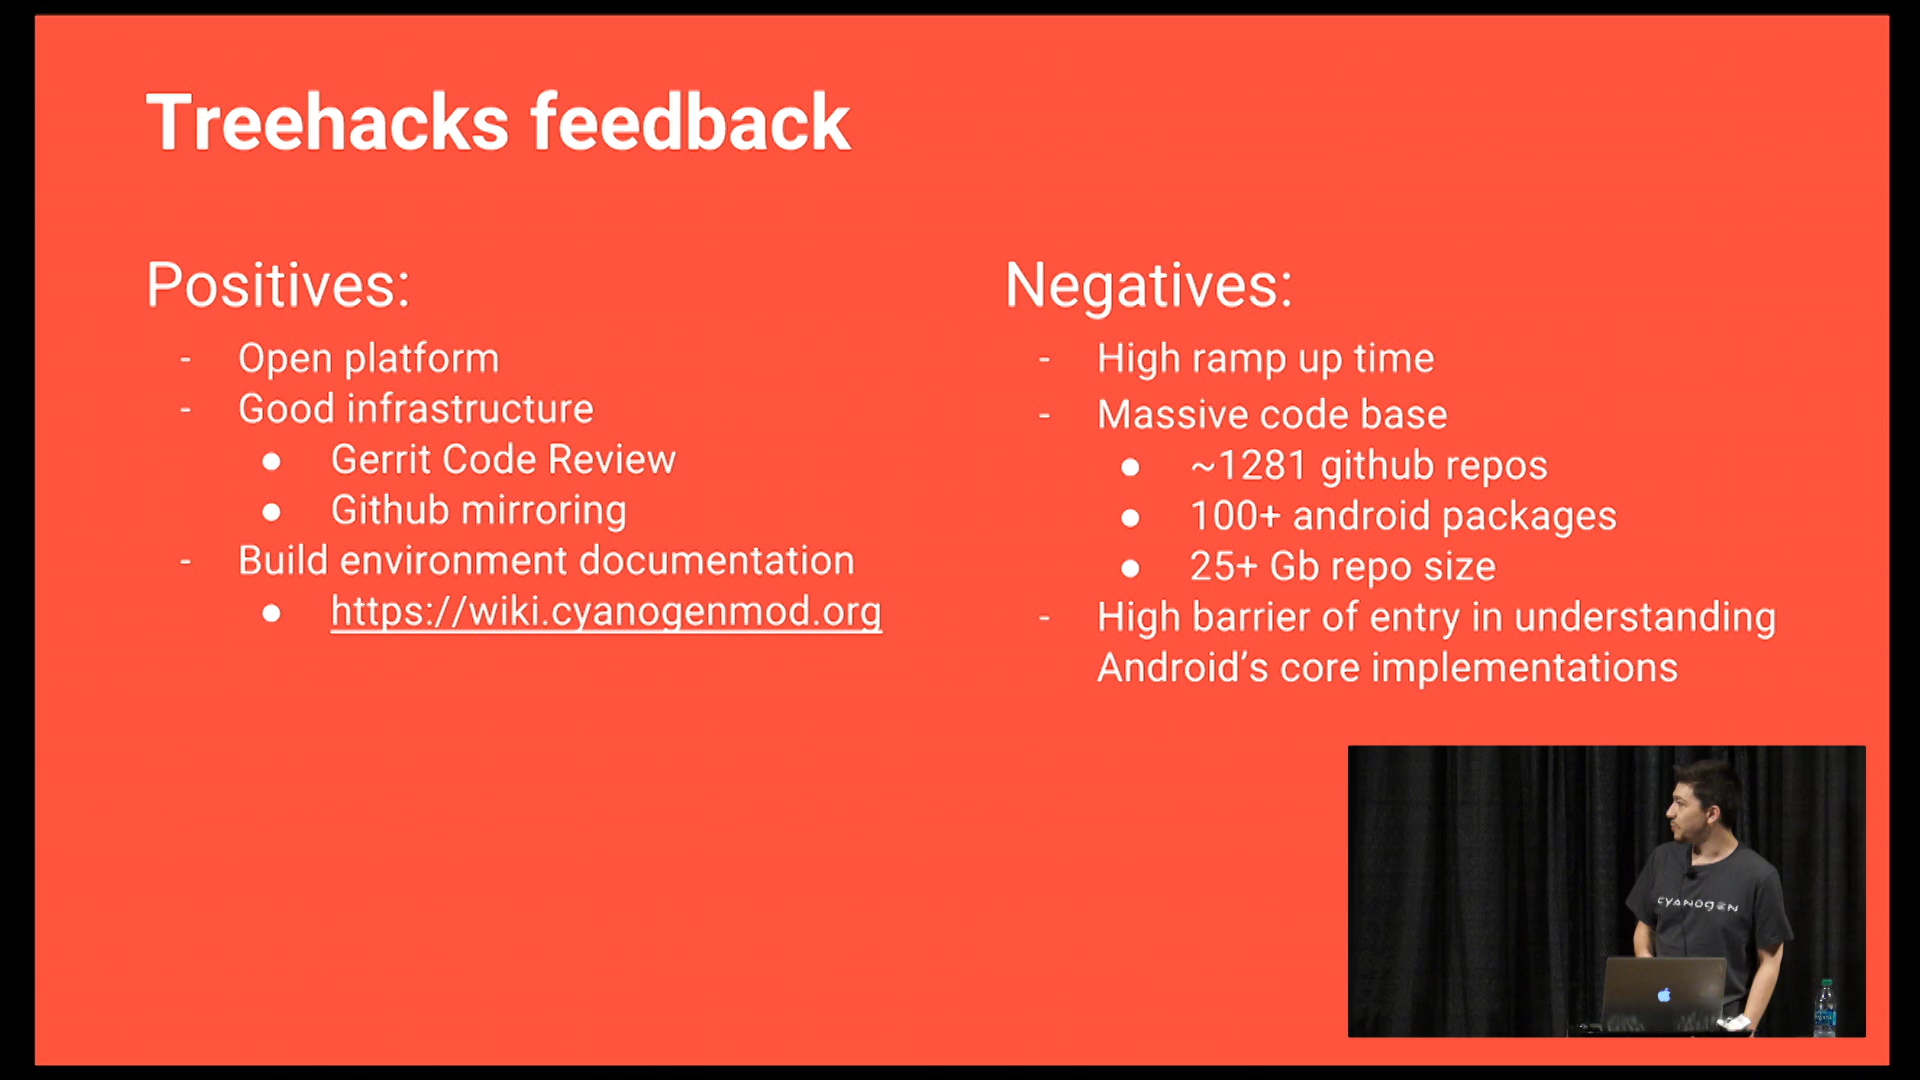 Treehacks feedback
Positives:
- Open platform
- Good infrastructure
● Gerrit Code Review
● Github mirroring
- Build environment documentation
● https://wiki.cyanogenmod.org
Negatives:
- High ramp up time
- Massive code base
● ~1281 github repos
● 100+ android packages
● 25+ Gb repo size
- High barrier of entry in understanding
Android’s core implementations
CYANOGEN